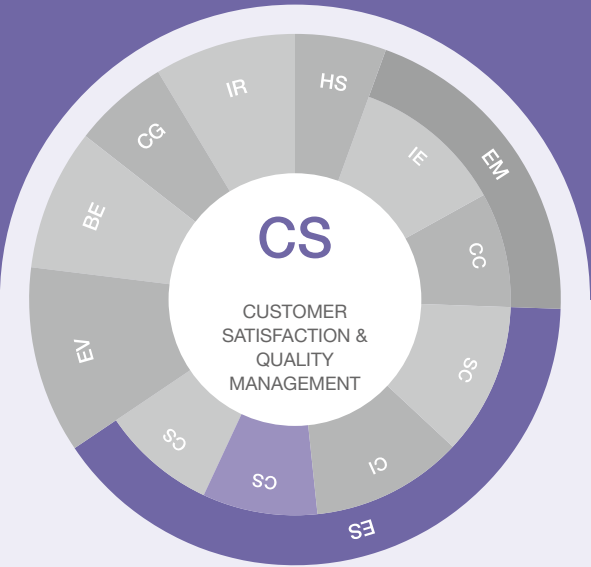 HS
EM
IE
CC
SC
CI
ES
CS
CS
EV
BE
CG
IR
CS
CUSTOMER
SATISFACTION &
QUALITY
MANAGEMENT